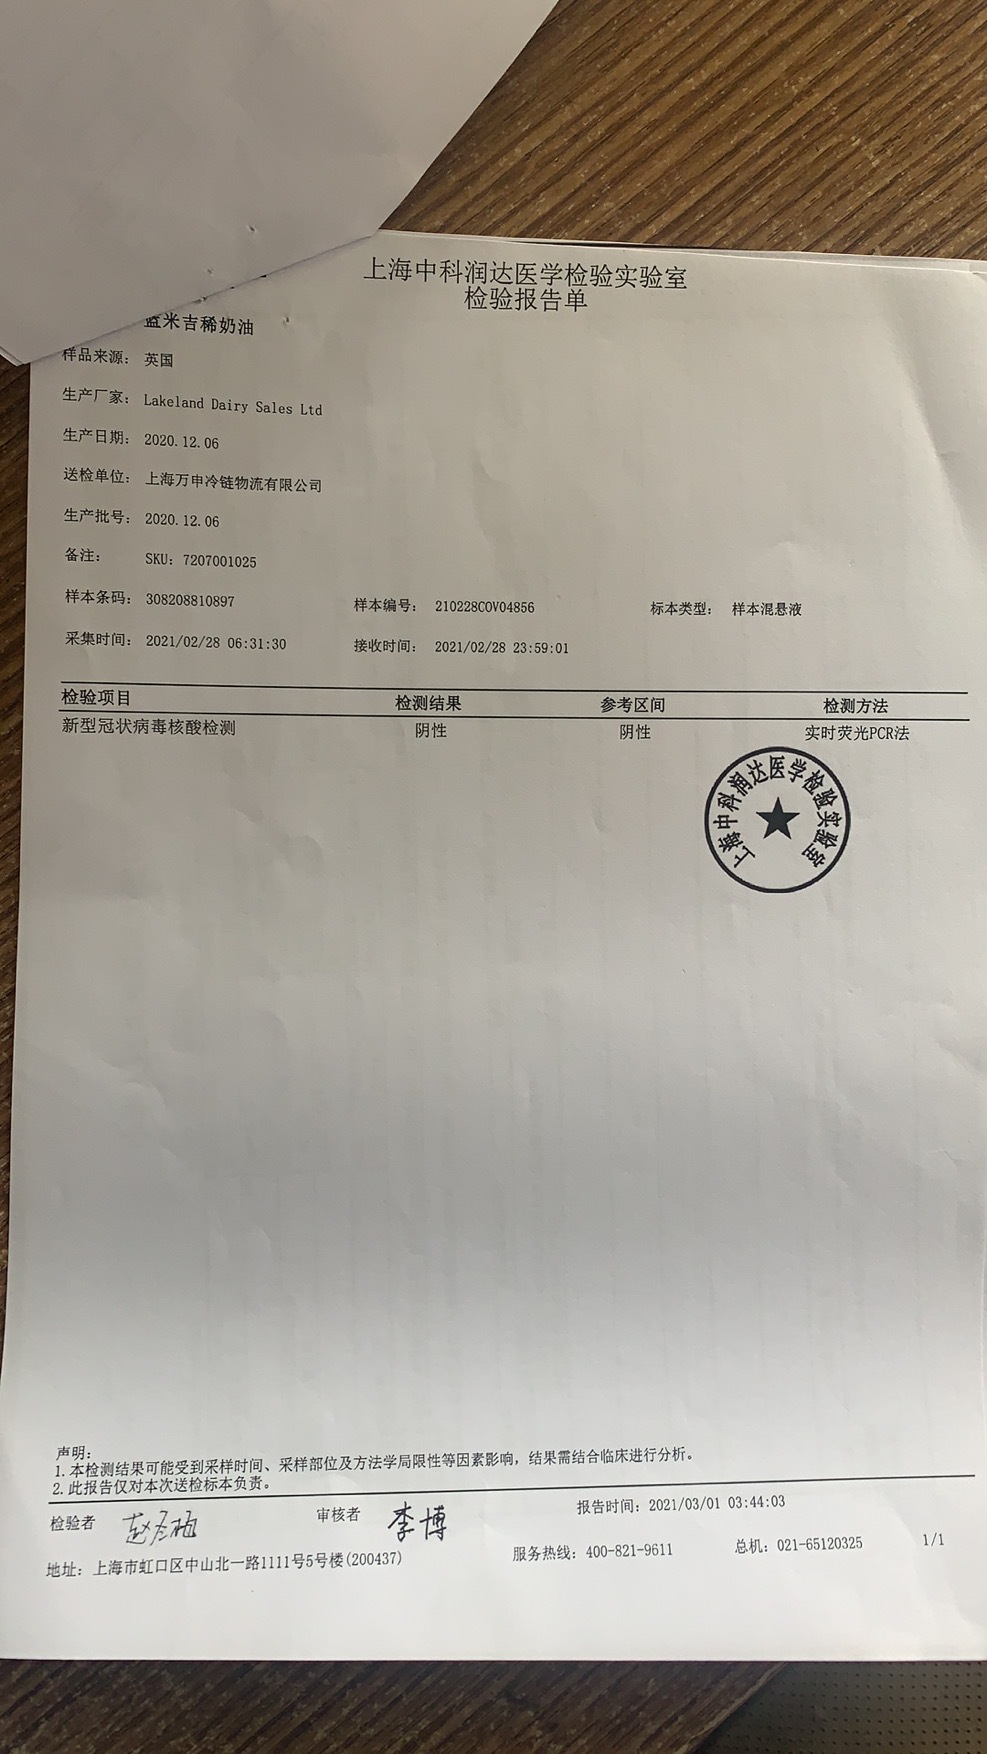 上海中科润达医学检验实验室
检验报告单
蓝米吉稀奶油
样品来源： 英国
生产厂家： Lakeland Dairy Sales Ltd
生产日期： 2020.12.06
送检单位： 上海万申冷链物流有限公司
生产批号： 2020.12.06
备注： SKU：7207001025
样本条码： 308208810897 样本编号： 210228COV04856 标本类型： 样本混悬液
采集时间： 2021/02/28 06:31:30 接收时间： 2021/02/28 23:59:01
检验项目 检测结果 参考区间 检测方法
新型冠状病毒核酸检测 阴性 阴性 实时荧光PCR法
上海中科润达医学检验实验室
声明：
1.本检测结果可能受到采样时间、采样部位及方法学局限性等因素影响，结果需结合临床进行分析。
2.此报告仅对本次送检标本负责。
检验者 审核者 李博 报告时间：2021/03/01 03:44:03
地址：上海市虹口区中山北一路1111号5号楼(200437) 服务热线：400-821-9611 总机：021-65120325 1/1